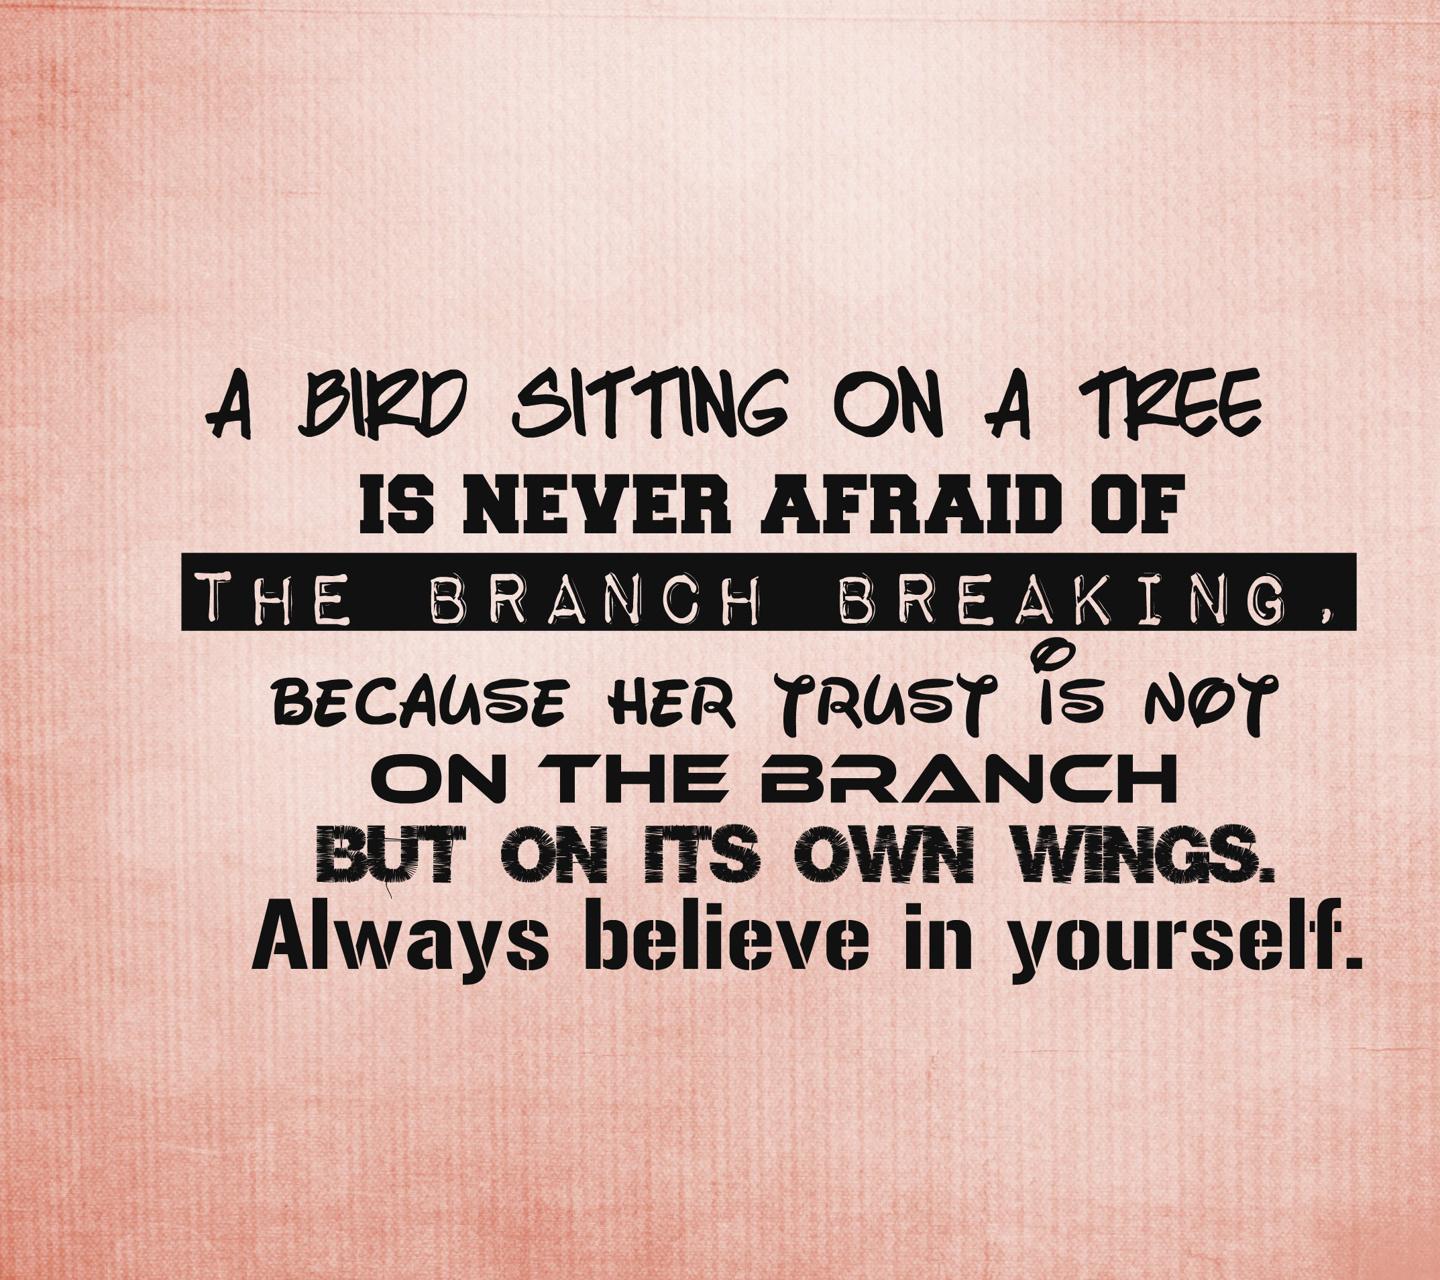 A BIRD SITTING ON A TREE
IS NEVER AFRAID OF
THE BRANCH BREAKING,
BECAUSE HER TRUST IS NOT
ON THE BRANCH
BUT ON ITS OWN WINGS.
Always believe in yourself.